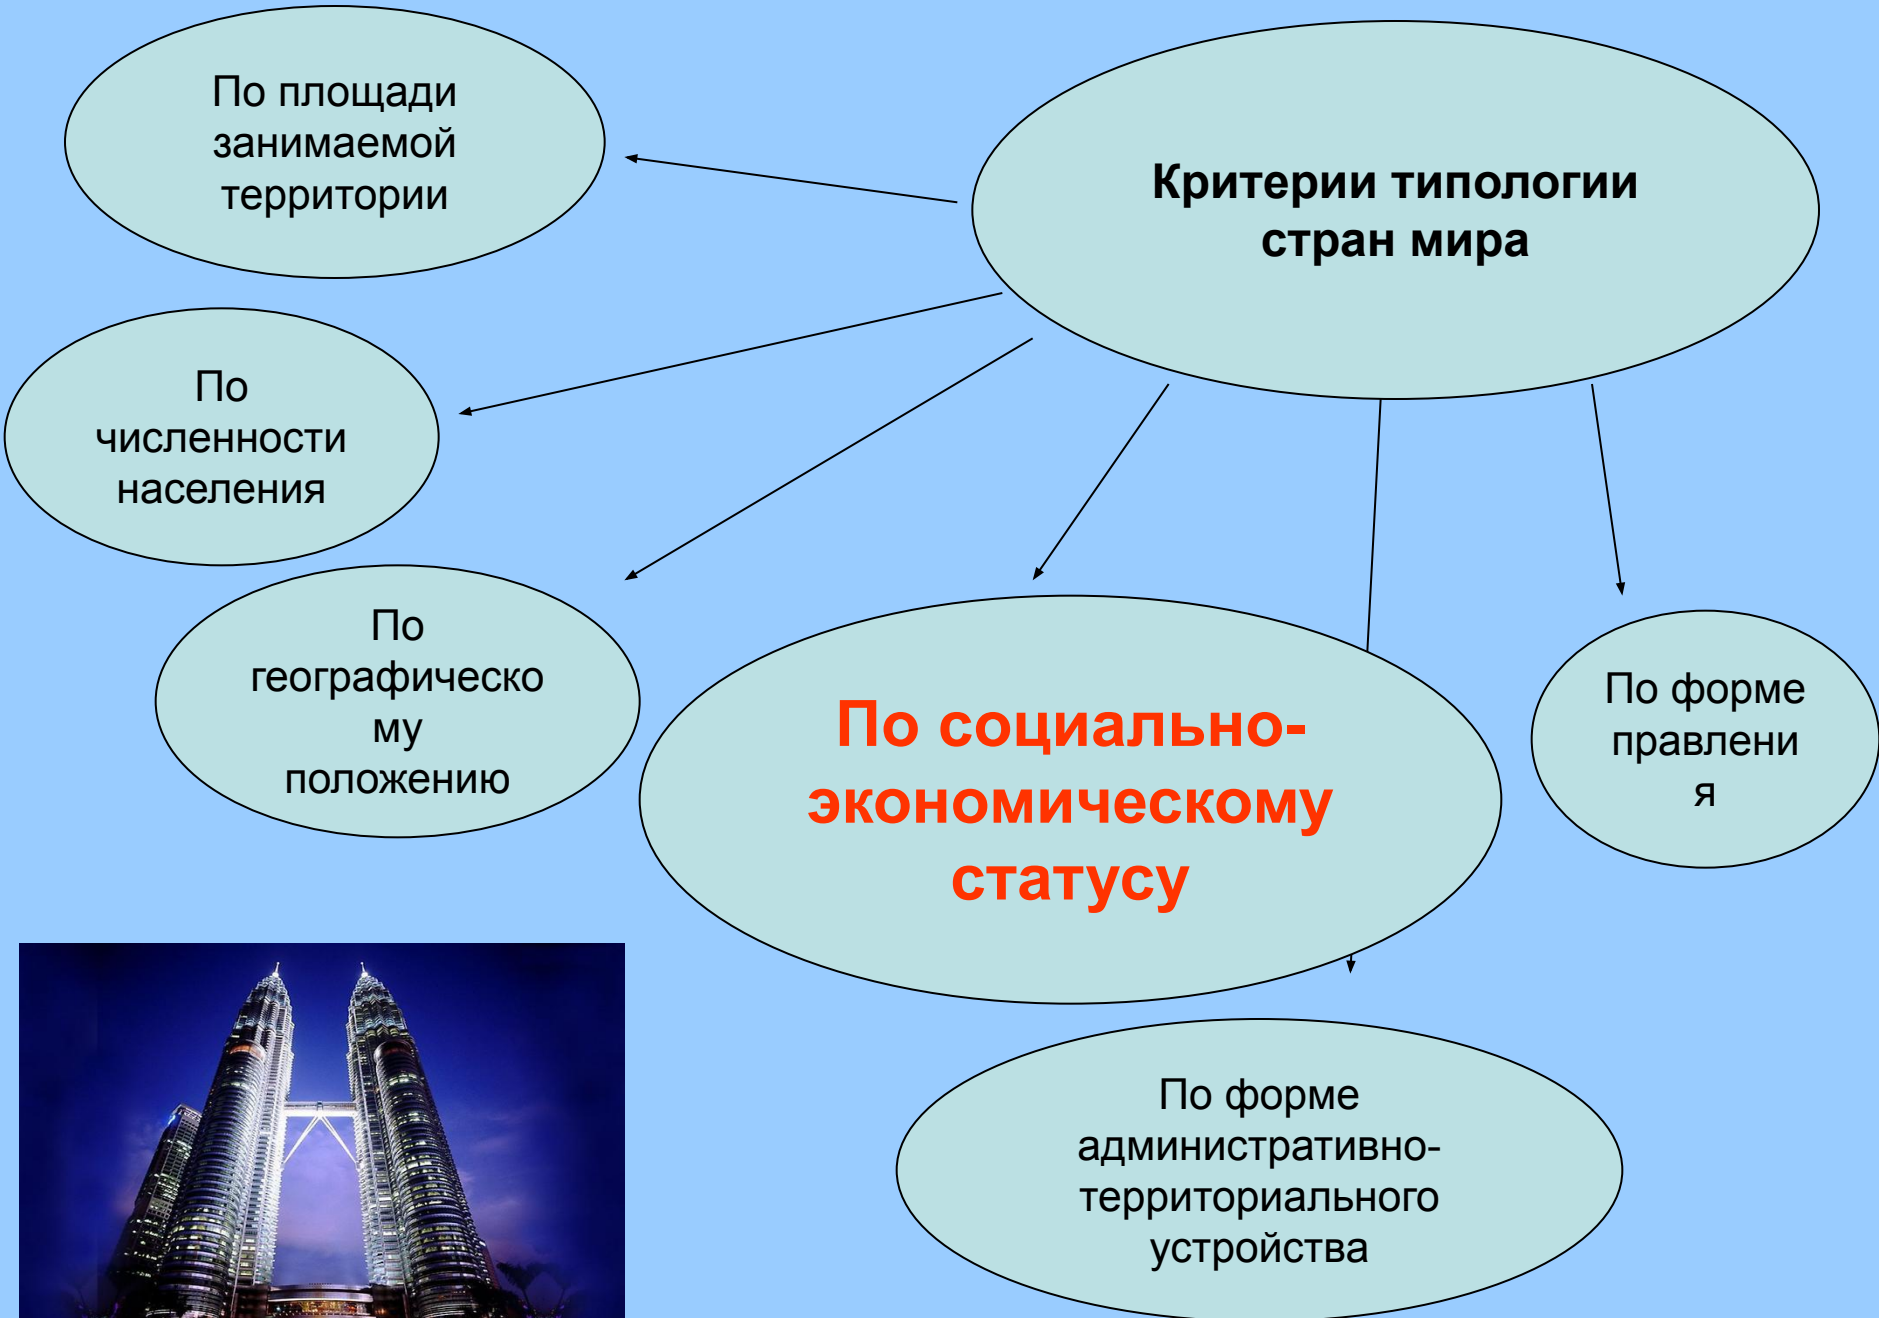 По площади
занимаемой
территории
Критерии типологии
стран мира
По
численности
населения
По
географическо
му
положению
По социально-
экономическому
статусу
По форме
правлени
я
По форме
административно-
территориального
устройства